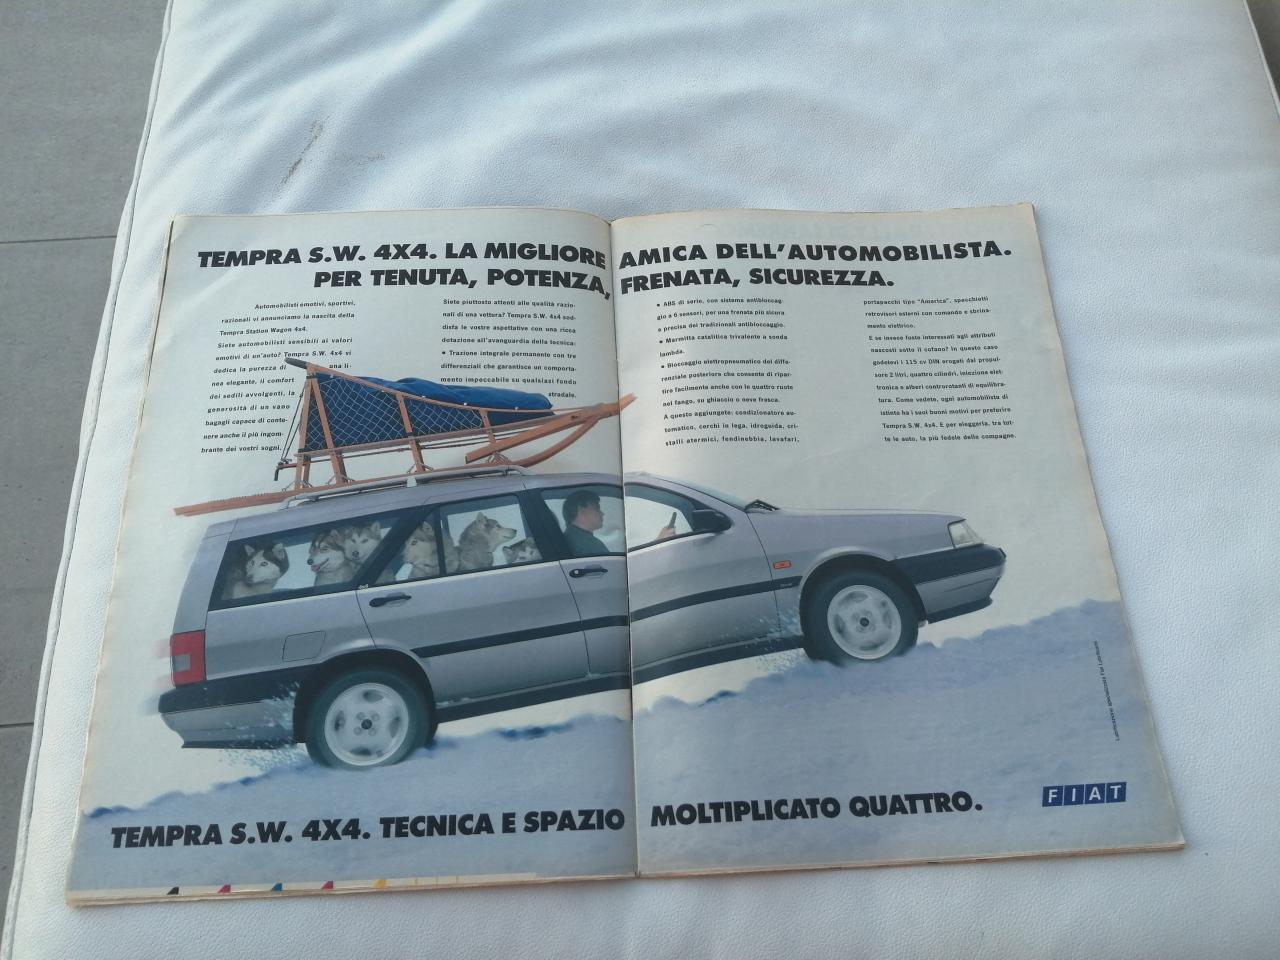 TEMPRA S.W. 4X4. LA MIGLIORE AMICA DELL'AUTOMOBILISTA.
PER TENUTA, POTENZA, FRENATA, SICUREZZA.
Automobilisti emotivi, sportivi,
razionali vi annunciamo la nascita della
Tempra Station Wagon 4x4.
Siete automobilisti sensibili ai valori
emotivi di un'auto? Tempra S.W. 4x4 vi
dedica la purezza di una li-
nea elegante, il comfort
dei sedili avvolgenti, la
generosità di un vano
bagagli capace di conte-
nere anche il più ingom-
brante dei vostri sogni.
Siete piuttosto attenti alle qualità razio-
nali di una vettura? Tempra S.W. 4x4 sod-
disfa le vostre aspettative con una ricca
dotazione all'avanguardia della tecnica:
• Trazione integrale permanente con tre
differenziali che garantisce un comporta-
mento impeccabile su qualsiasi fondo
stradale.
• ABS di serie, con sistema antibloccag-
gio a 6 sensori, per una frenata più sicura
e precisa dei tradizionali antibloccaggio.
• Marmitta catalitica trivalente a sonda
lambda.
• Bloccaggio elettropneumatico del diffe-
renziale posteriore che consente di ripar-
tire facilmente anche con le quattro ruote
nel fango, su ghiaccio o neve fresca.
A questo aggiungete: condizionatore au-
tomatico, cerchi in lega, idroguida, cri-
stalli atermici, fendinebbia, lavafari,
portapacchi tipo "America", specchietti
retrovisori esterni con comando e sbrina-
mento elettrico.
E se invece foste interessati agli attributi
nascosti sotto il cofano? In questo caso
godetevi i 115 cv DIN erogati dal propul-
sore 2 litri, quattro cilindri, iniezione elet-
tronica e alberi controrotanti di equilibra-
tura. Come vedete, ogni automobilista di
istinto ha i suoi buoni motivi per preferire
Tempra S.W. 4x4. E per eleggerla, tra tut-
te le auto, la più fedele delle compagne.
4x4
Lubrificazione specializzata Fiat Lubrificanti
FIAT
TEMPRA S.W. 4X4. TECNICA E SPAZIO MOLTIPLICATO QUATTRO.